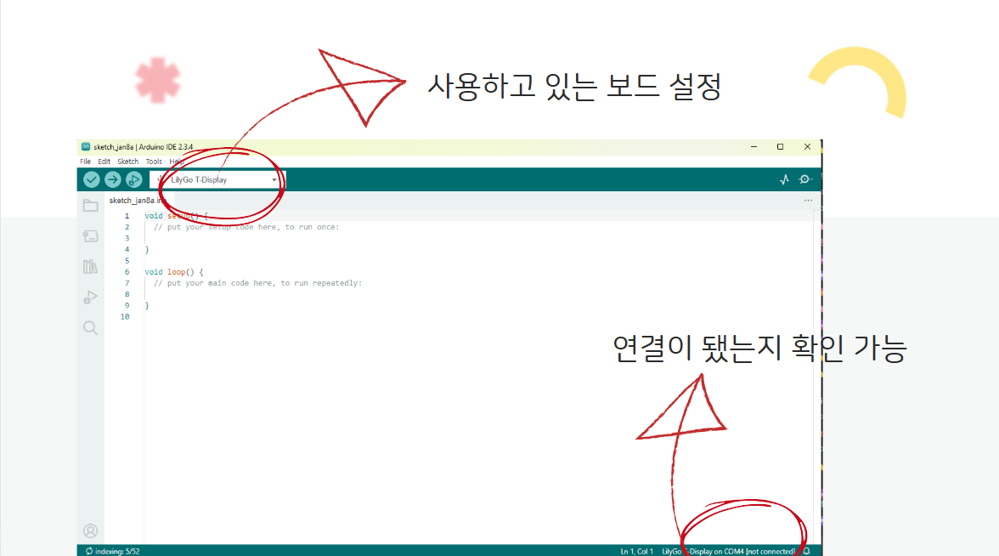 사용하고 있는 보드 설정
sketch_jan8a | Arduino IDE 2.3.4
File Edit Sketch Tools Help
LilyGo T-Display
sketch_jan8a.ino
1 void setup() {
2 // put your setup code here, to run once:
3
4 }
5
6 void loop() {
7 // put your main code here, to run repeatedly:
8
9 }
10
연결이 됐는지 확인 가능
indexing: 5/52
Ln 1, Col 1 LilyGo T-Display on COM4 [not connected]